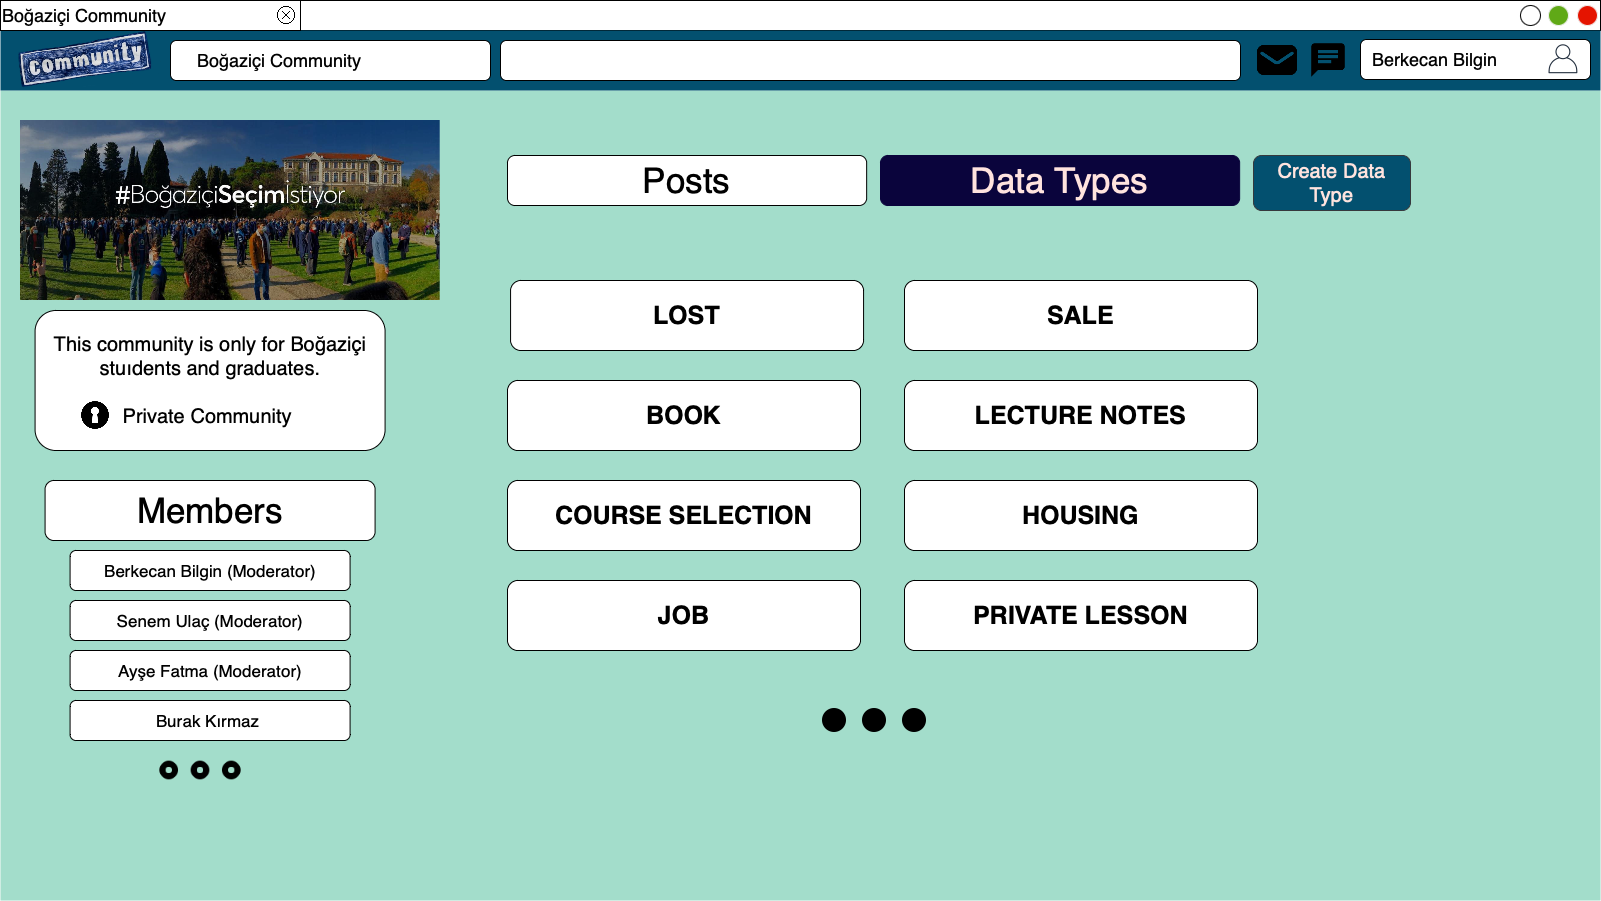 Boğaziçi Community
community
Boğaziçi Community
Berkecan Bilgin
#BoğaziçiSeçimİstiyor
Posts
Data Types
Create Data
Type
This community is only for Boğaziçi
stuıdents and graduates.
Private Community
LOST
SALE
BOOK
LECTURE NOTES
COURSE SELECTION
HOUSING
JOB
PRIVATE LESSON
Members
Berkecan Bilgin (Moderator)
Senem Ulaç (Moderator)
Ayşe Fatma (Moderator)
Burak Kırmaz